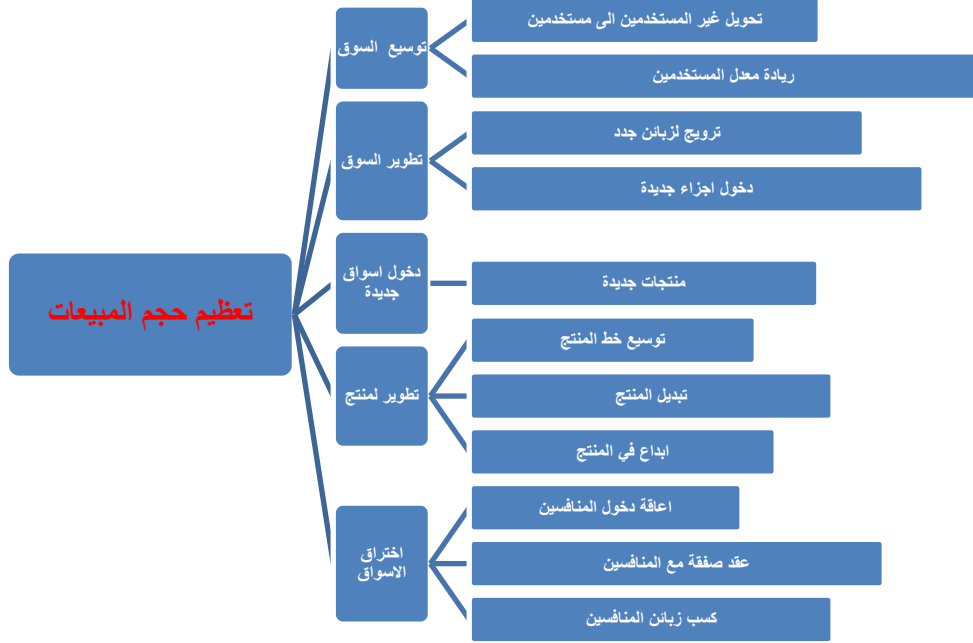 تعظيم حجم المبيعات
توسيع السوق
تحويل غير المستخدمين الى مستخدمين
ريادة معدل المستخدمين
تطوير السوق
ترويج لزبائن جدد
دخول اجزاء جديدة
دخول اسواق
جديدة
منتجات جديدة
تطوير لمنتج
توسيع خط المنتج
تبديل المنتج
ابداع في المنتج
اختراق
الاسواق
اعاقة دخول المنافسين
عقد صفقة مع المنافسين
كسب زبائن المنافسين